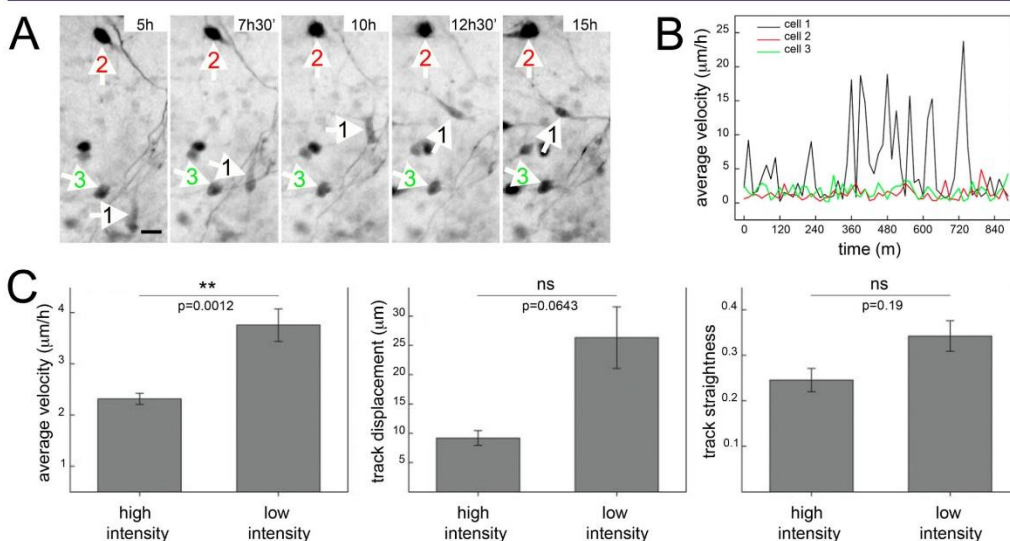 A
5h
7h30'
10h
12h30'
15h
2
2
2
2
2
1
1
1
1
1
3
3
3
3
3
B
average velocity (μm/h)
25
20
15
10
5
0
cell 1
cell 2
cell 3
0 120 240 360 480 600 720 840
time (m)
C
average velocity (μm/h)
4
3
2
1
**
p=0.0012
high
intensity
low
intensity
track displacement (μm)
30
25
20
15
10
5
ns
p=0.0643
high
intensity
low
intensity
track straightness
0.4
0.3
0.2
0.1
ns
p=0.19
high
intensity
low
intensity